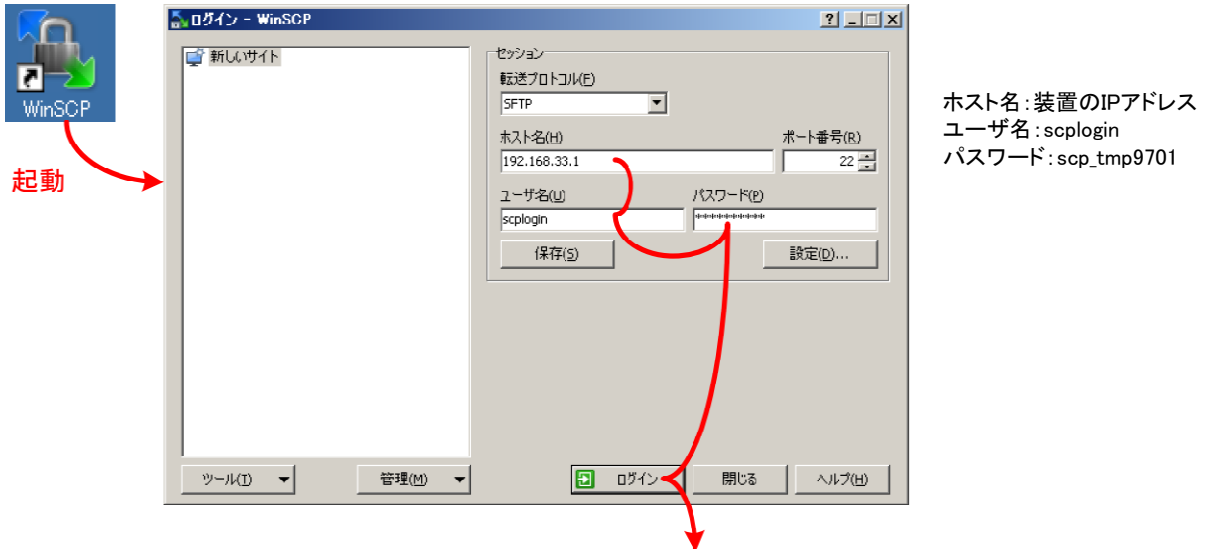 WinSCP
起動
ログイン - WinSCP
新しいサイト
セッション
転送プロトコル(F)
SFTP
ホスト名(H)
ポート番号(R)
192.168.33.1
22
ユーザ名(U)
パスワード(P)
scplogin
************
保存(S)
設定(D)...
ツール(T)
管理(M)
ログイン
閉じる
ヘルプ(H)
ホスト名：装置のIPアドレス
ユーザ名：scplogin
パスワード：scp_tmp9701